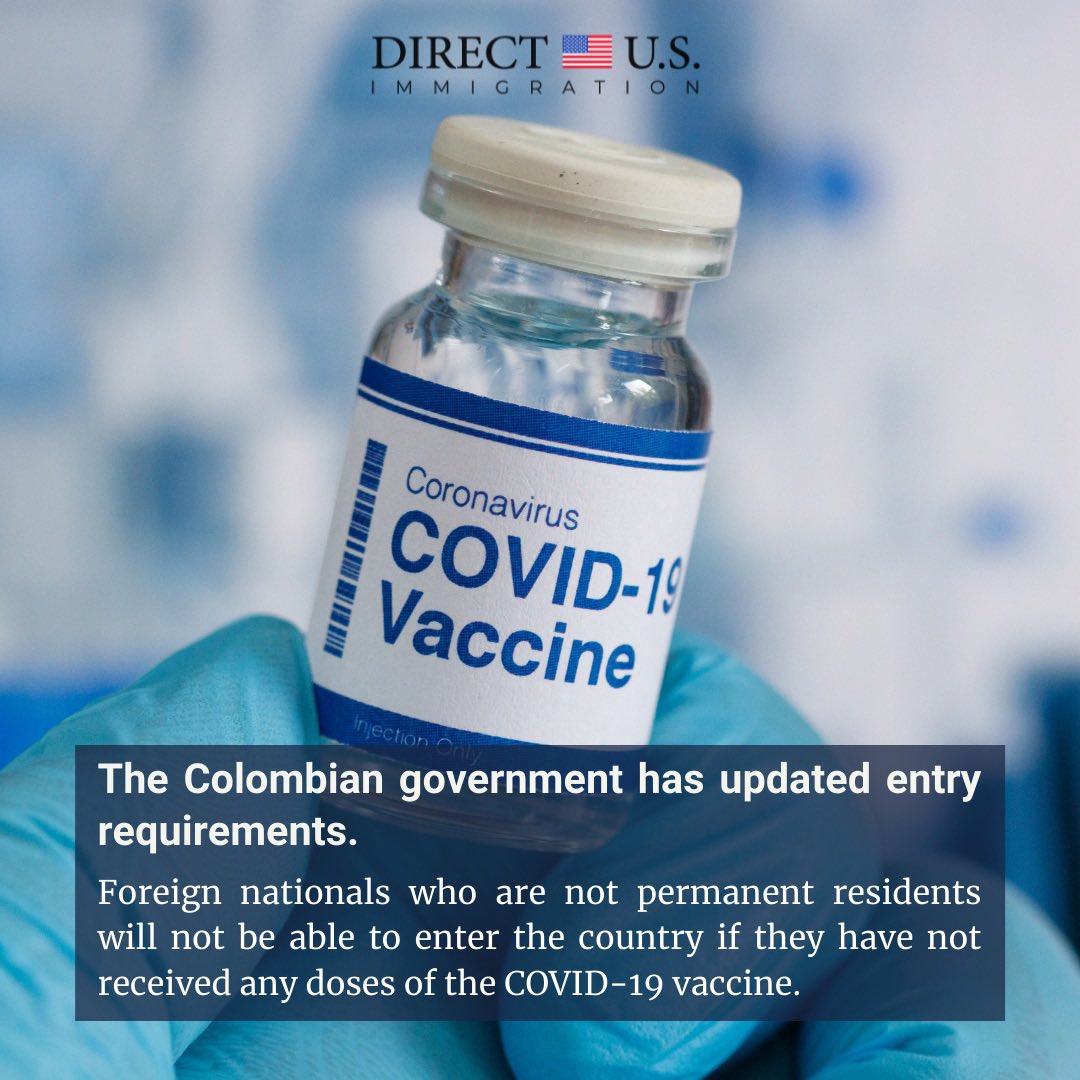 DIRECT U.S.
IMMIGRATION
Coronavirus
COVID-19
Vaccine
Injection Only
The Colombian government has updated entry
requirements.
Foreign nationals who are not permanent residents
will not be able to enter the country if they have not
received any doses of the COVID-19 vaccine.